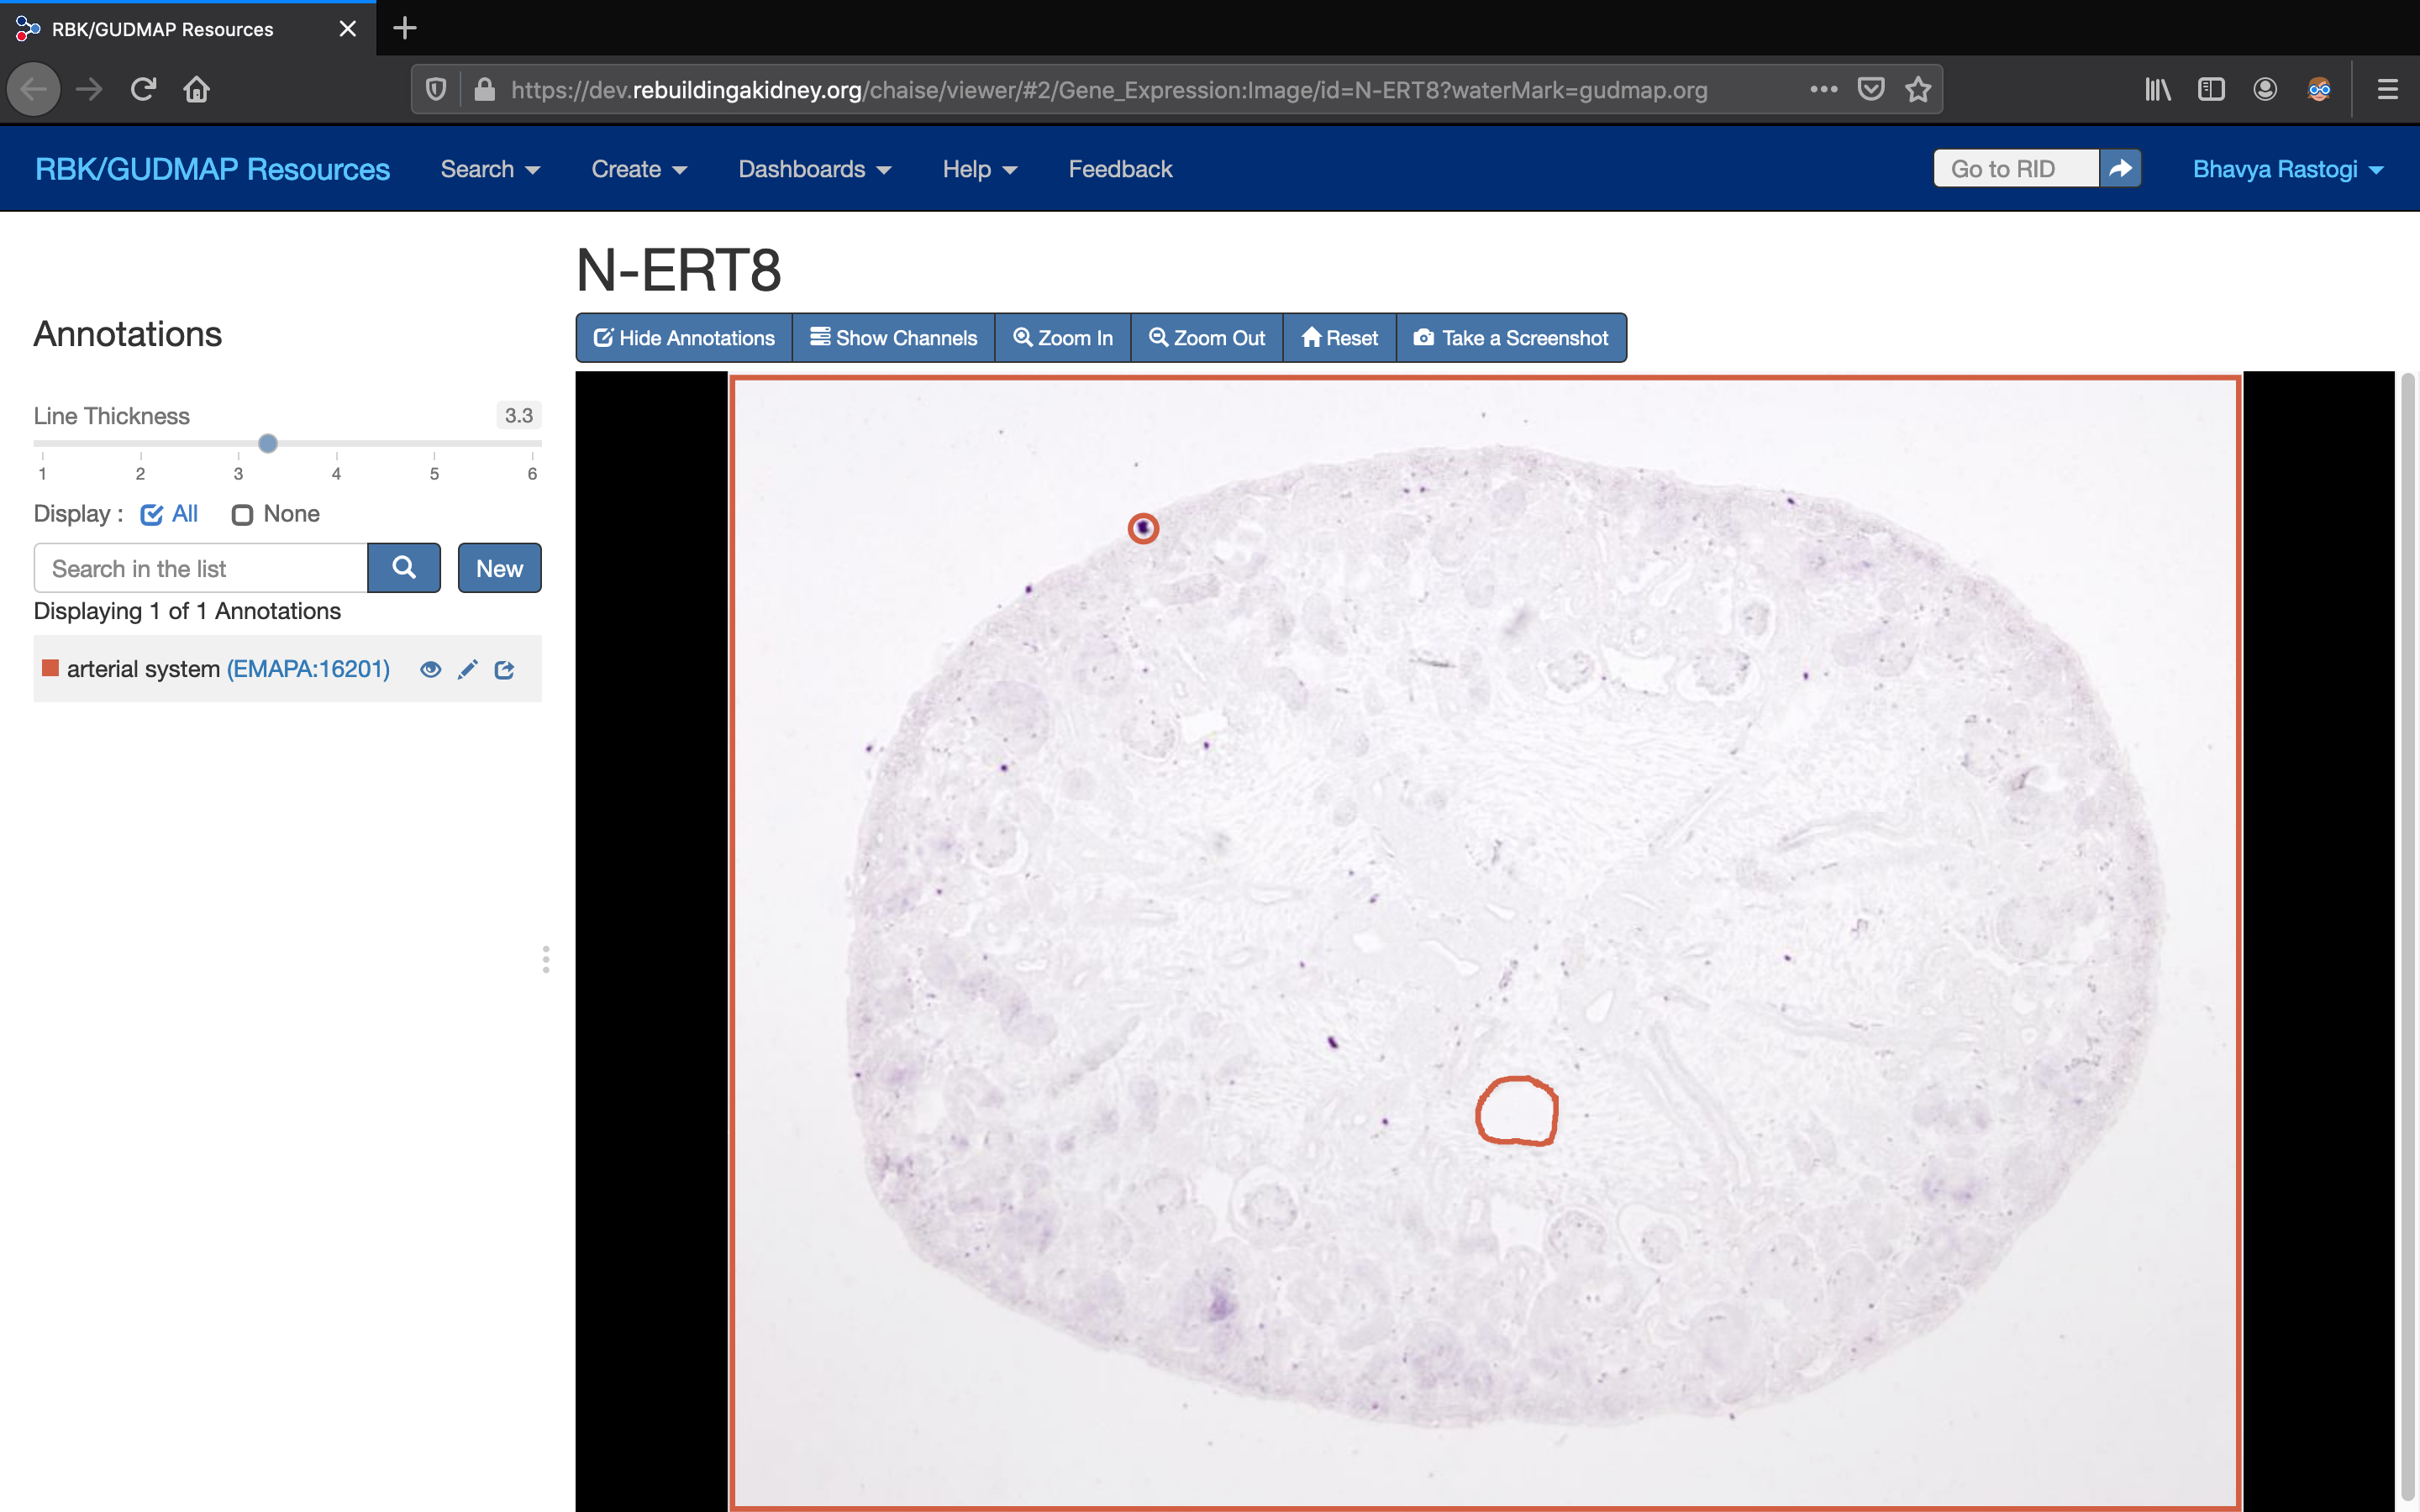 RBK/GUDMAP Resources
https://dev.rebuildingakidney.org/chaise/viewer/#2/Gene_Expression:Image/id=N-ERT8?waterMark=gudmap.org
RBK/GUDMAP Resources Search Create Dashboards Help Feedback Go to RID Bhavya Rastogi
N-ERT8
Hide Annotations Show Channels Zoom In Zoom Out Reset Take a Screenshot
Annotations
Line Thickness 3.3
1 2 3 4 5 6
Display : All None
Search in the list New
Displaying 1 of 1 Annotations
arterial system (EMAPA:16201)